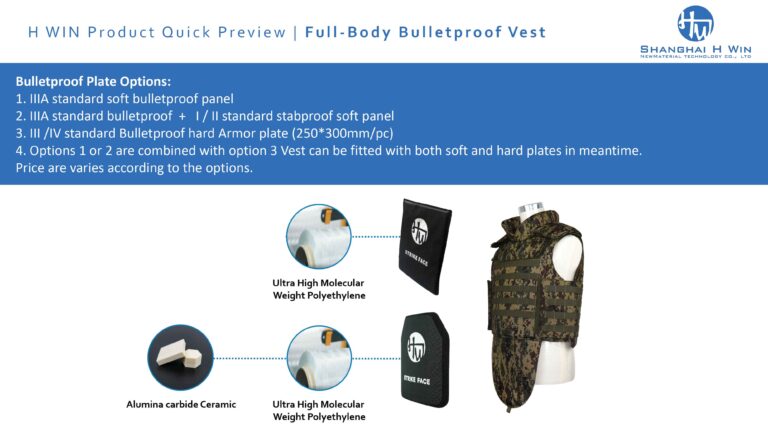 H WIN Product Quick Preview | Full-Body Bulletproof Vest
HW
SHANGHAI H WIN
NEWMATERIAL TECHNOLOGY CO., LTD
Bulletproof Plate Options:
1. IIIA standard soft bulletproof panel
2. IIIA standard bulletproof + I / II standard stabproof soft panel
3. III /IV standard Bulletproof hard Armor plate (250*300mm/pc)
4. Options 1 or 2 are combined with option 3 Vest can be fitted with both soft and hard plates in meantime.
Price are varies according to the options.
HW
STRIKE FACE
Ultra High Molecular
Weight Polyethylene
HW
STRIKE FACE
Alumina carbide Ceramic
Ultra High Molecular
Weight Polyethylene